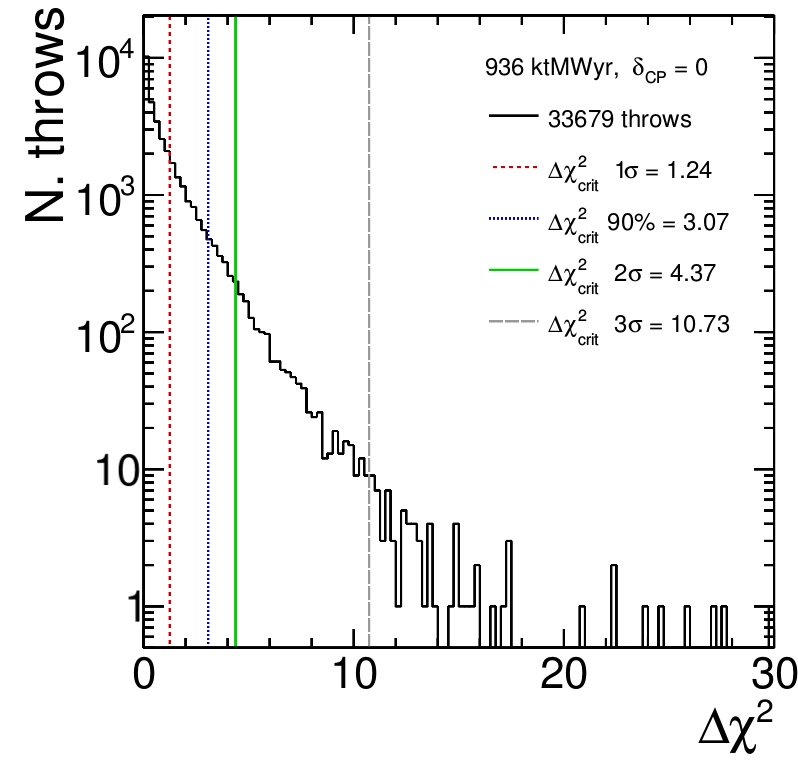 N. throws
10⁴
10³
10²
10
1
0
10
20
30
Δχ²
936 ktMWyr, δ_CP = 0
33679 throws
Δχ²_crit 1σ = 1.24
Δχ²_crit 90% = 3.07
Δχ²_crit 2σ = 4.37
Δχ²_crit 3σ = 10.73